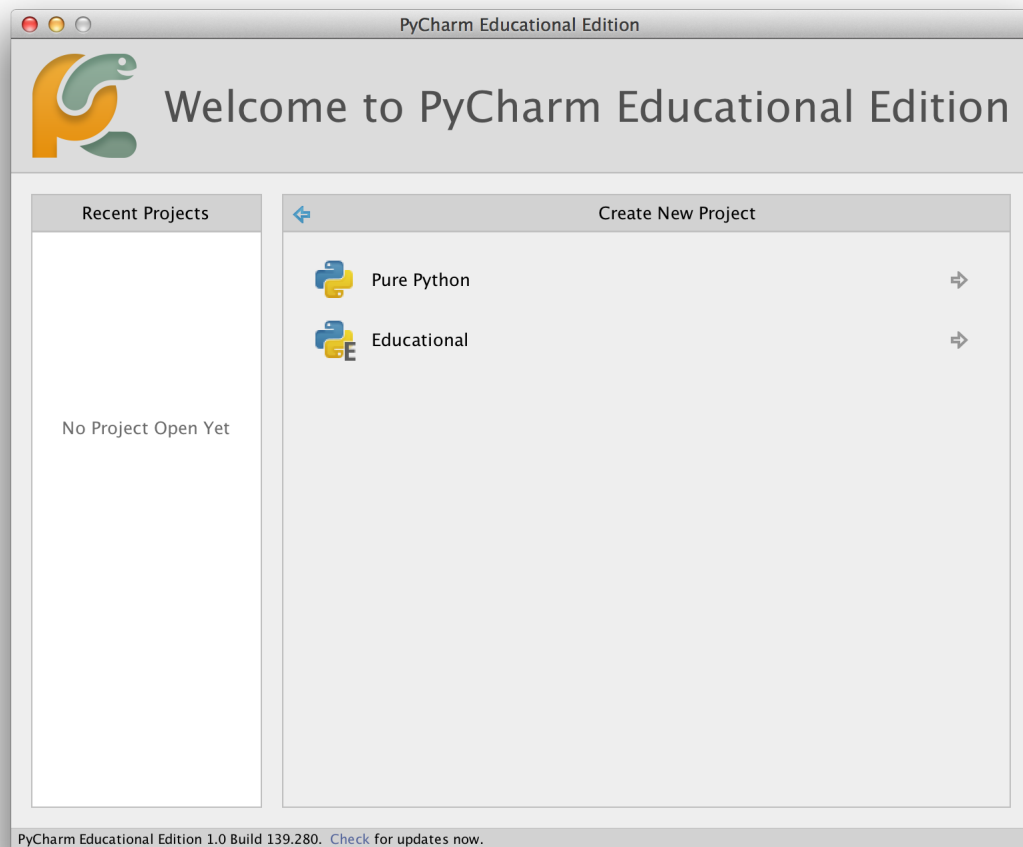 PyCharm Educational Edition
Welcome to PyCharm Educational Edition
Recent Projects
Create New Project
Pure Python
E
Educational
No Project Open Yet
PyCharm Educational Edition 1.0 Build 139.280. Check for updates now.